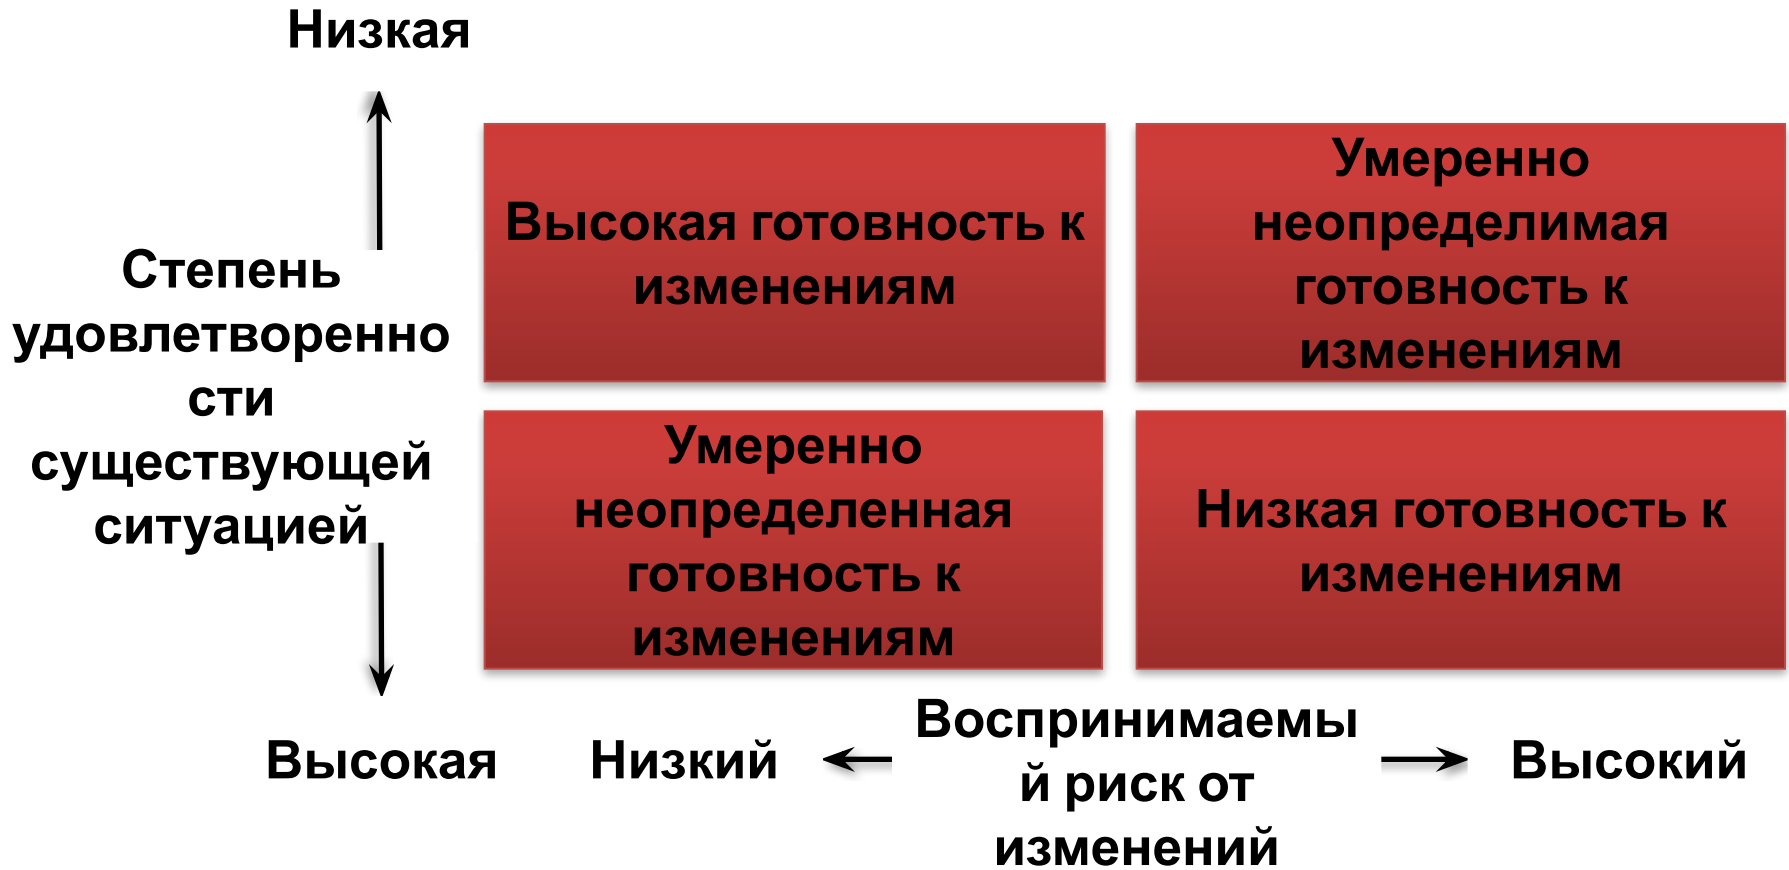 Низкая
Степень
удовлетворенно
сти
существующей
ситуацией
Высокая
Высокая готовность к
изменениям
Умеренно
неопределимая
готовность к
изменениям
Умеренно
неопределенная
готовность к
изменениям
Низкая готовность к
изменениям
Низкий
Воспринимаемы
й риск от
изменений
Высокий